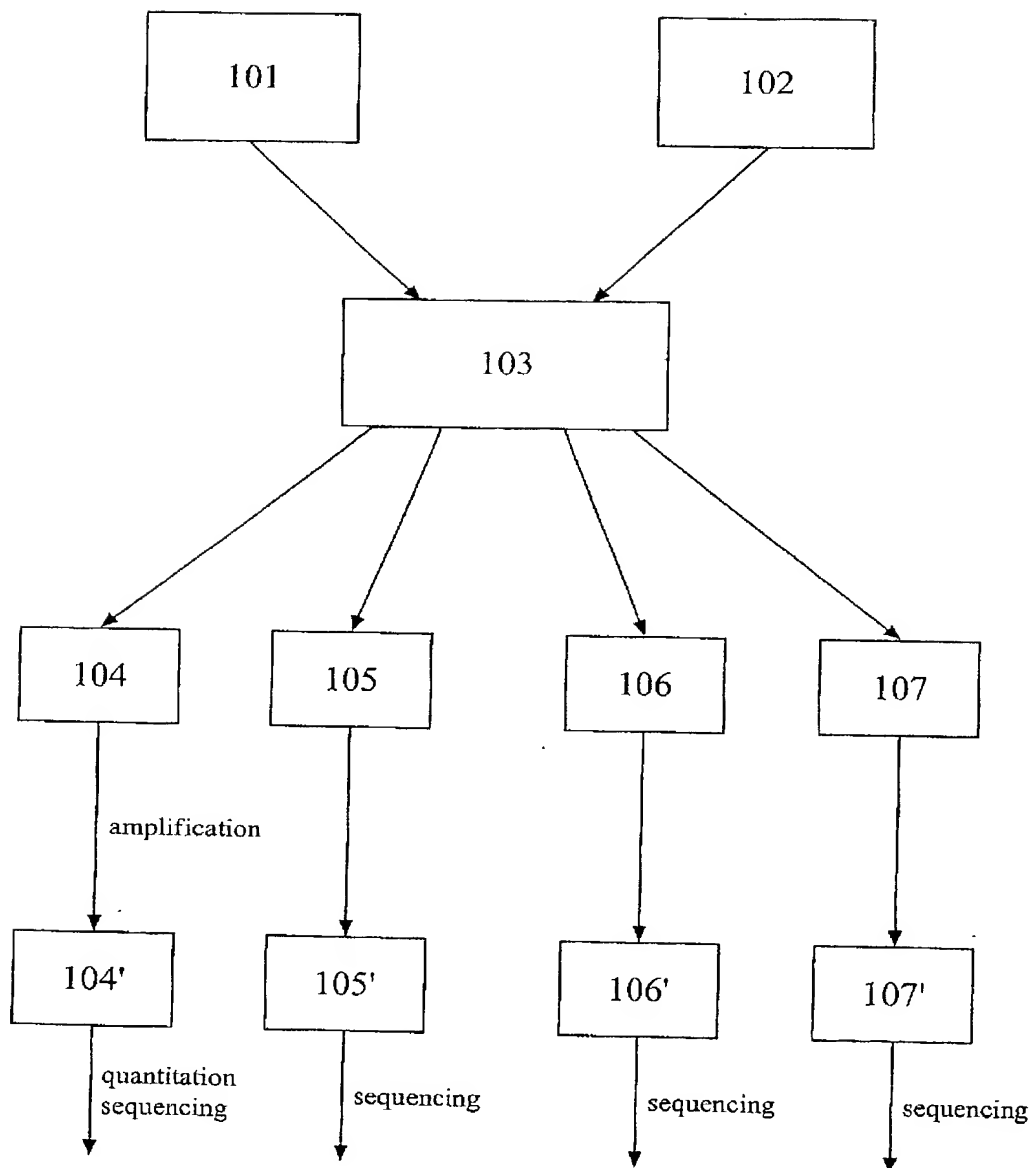 101
102
103
104
105
106
107
amplification
104'
105'
106'
107'
quantitation
sequencing
sequencing
sequencing
sequencing